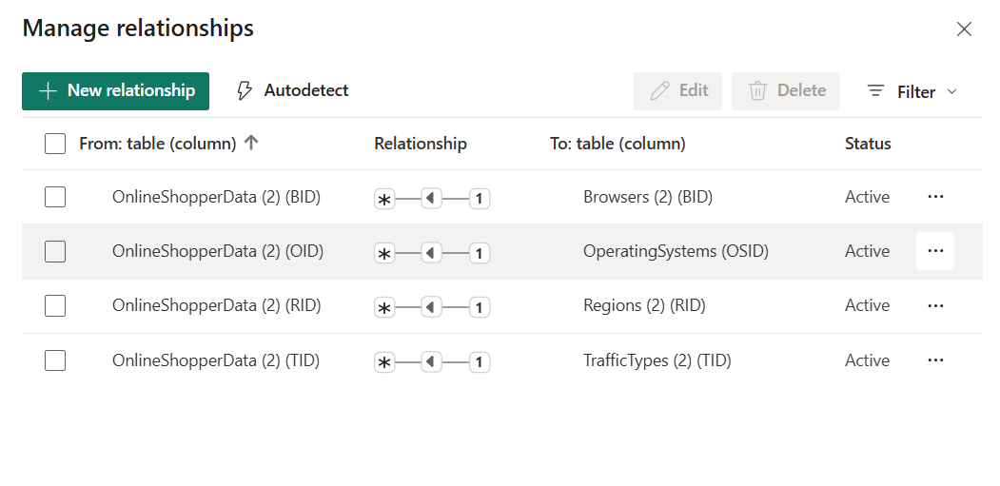 Manage relationships
New relationship Autodetect Edit Delete Filter
From: table (column) Relationship To: table (column) Status
OnlineShopperData (2) (BID) * 1 Browsers (2) (BID) Active ...
OnlineShopperData (2) (OID) * 1 OperatingSystems (OSID) Active ...
OnlineShopperData (2) (RID) * 1 Regions (2) (RID) Active ...
OnlineShopperData (2) (TID) * 1 TrafficTypes (2) (TID) Active ...